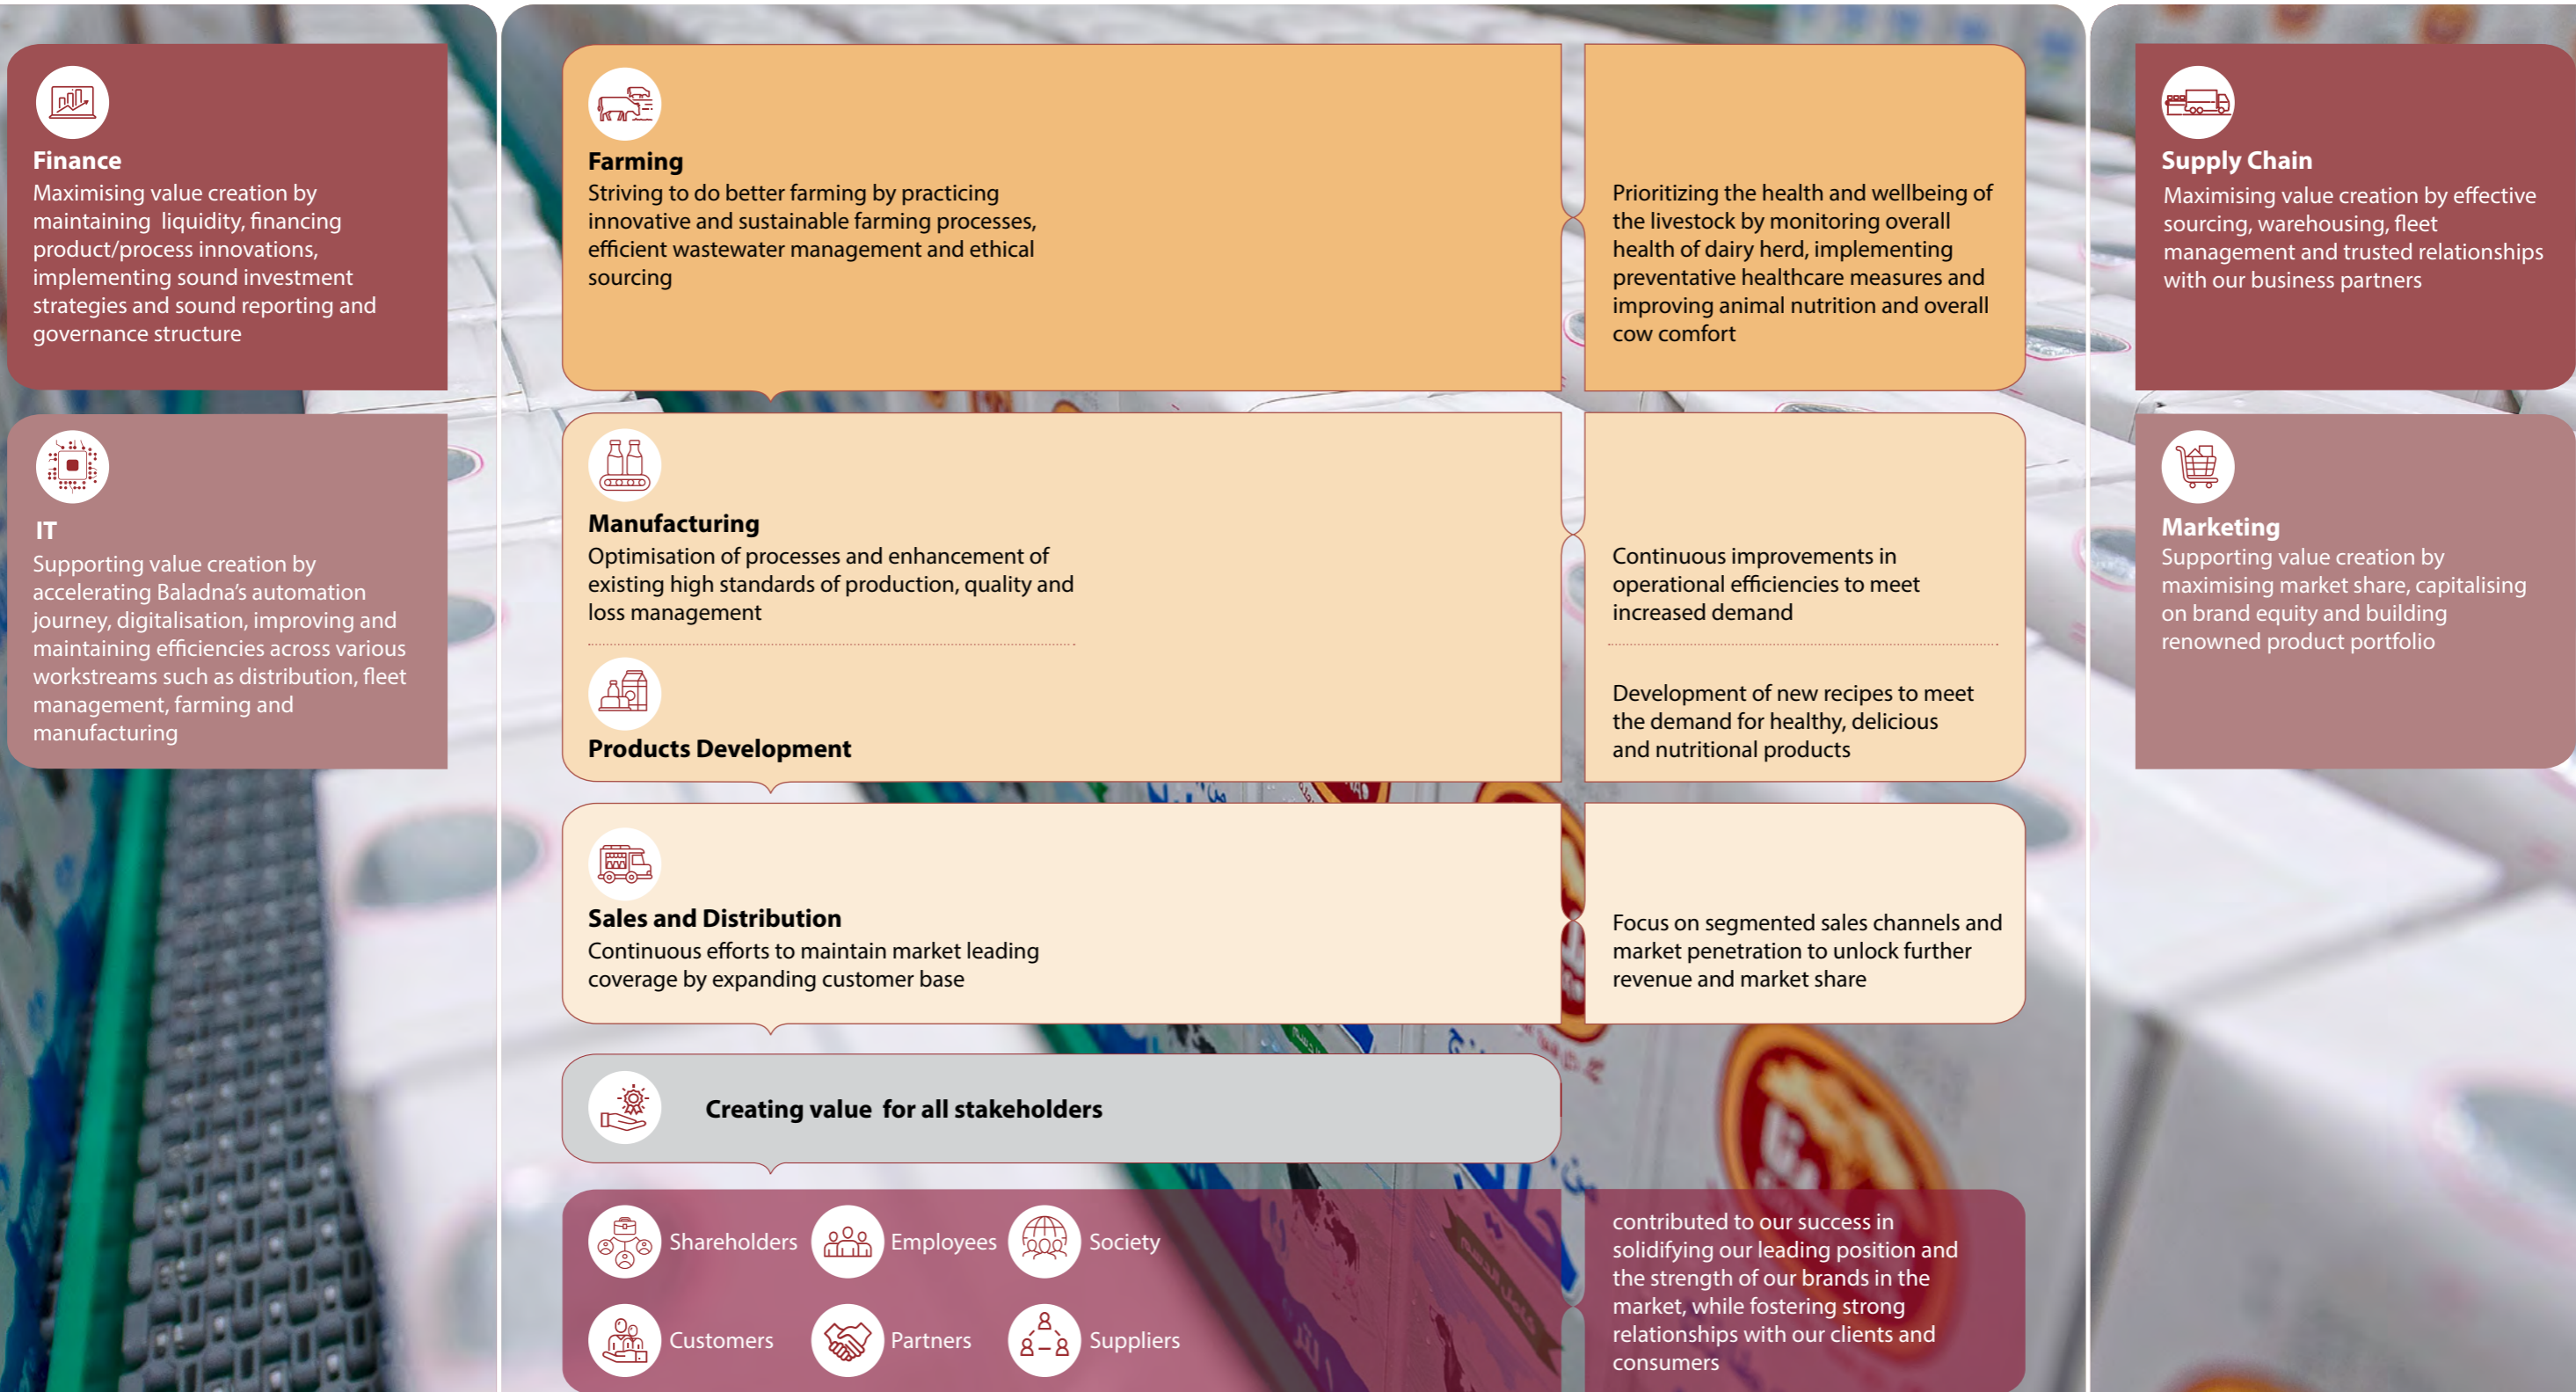 Finance
Maximising value creation by
maintaining liquidity, financing
product/process innovations,
implementing sound investment
strategies and sound reporting and
governance structure
IT
Supporting value creation by
accelerating Baladna's automation
journey, digitalisation, improving and
maintaining efficiencies across various
workstreams such as distribution, fleet
management, farming and
manufacturing
Farming
Striving to do better farming by practicing
innovative and sustainable farming processes,
efficient wastewater management and ethical
sourcing
Prioritizing the health and wellbeing of
the livestock by monitoring overall
health of dairy herd, implementing
preventative healthcare measures and
improving animal nutrition and overall
cow comfort
Manufacturing
Optimisation of processes and enhancement of
existing high standards of production, quality and
loss management
Continuous improvements in
operational efficiencies to meet
increased demand
Products Development
Development of new recipes to meet
the demand for healthy, delicious
and nutritional products
Sales and Distribution
Continuous efforts to maintain market leading
coverage by expanding customer base
Focus on segmented sales channels and
market penetration to unlock further
revenue and market share
Creating value for all stakeholders
Shareholders
Employees
Society
Customers
Partners
Suppliers
contributed to our success in
solidifying our leading position and
the strength of our brands in the
market, while fostering strong
relationships with our clients and
consumers
Supply Chain
Maximising value creation by effective
sourcing, warehousing, fleet
management and trusted relationships
with our business partners
Marketing
Supporting value creation by
maximising market share, capitalising
on brand equity and building
renowned product portfolio